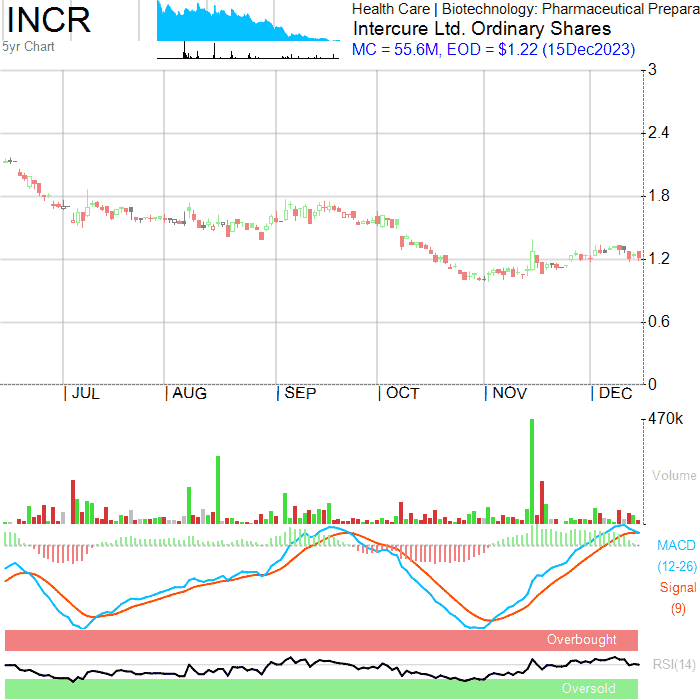 INCR
5yr Chart
Health Care | Biotechnology: Pharmaceutical Prepara
Intercure Ltd. Ordinary Shares
MC = 55.6M, EOD = $1.22 (15Dec2023)
3
2.4
1.8
1.2
0.6
0
JUL AUG SEP OCT NOV DEC
470k
Volume
MACD
(12-26)
Signal
(9)
Overbought
RSI(14)
Oversold